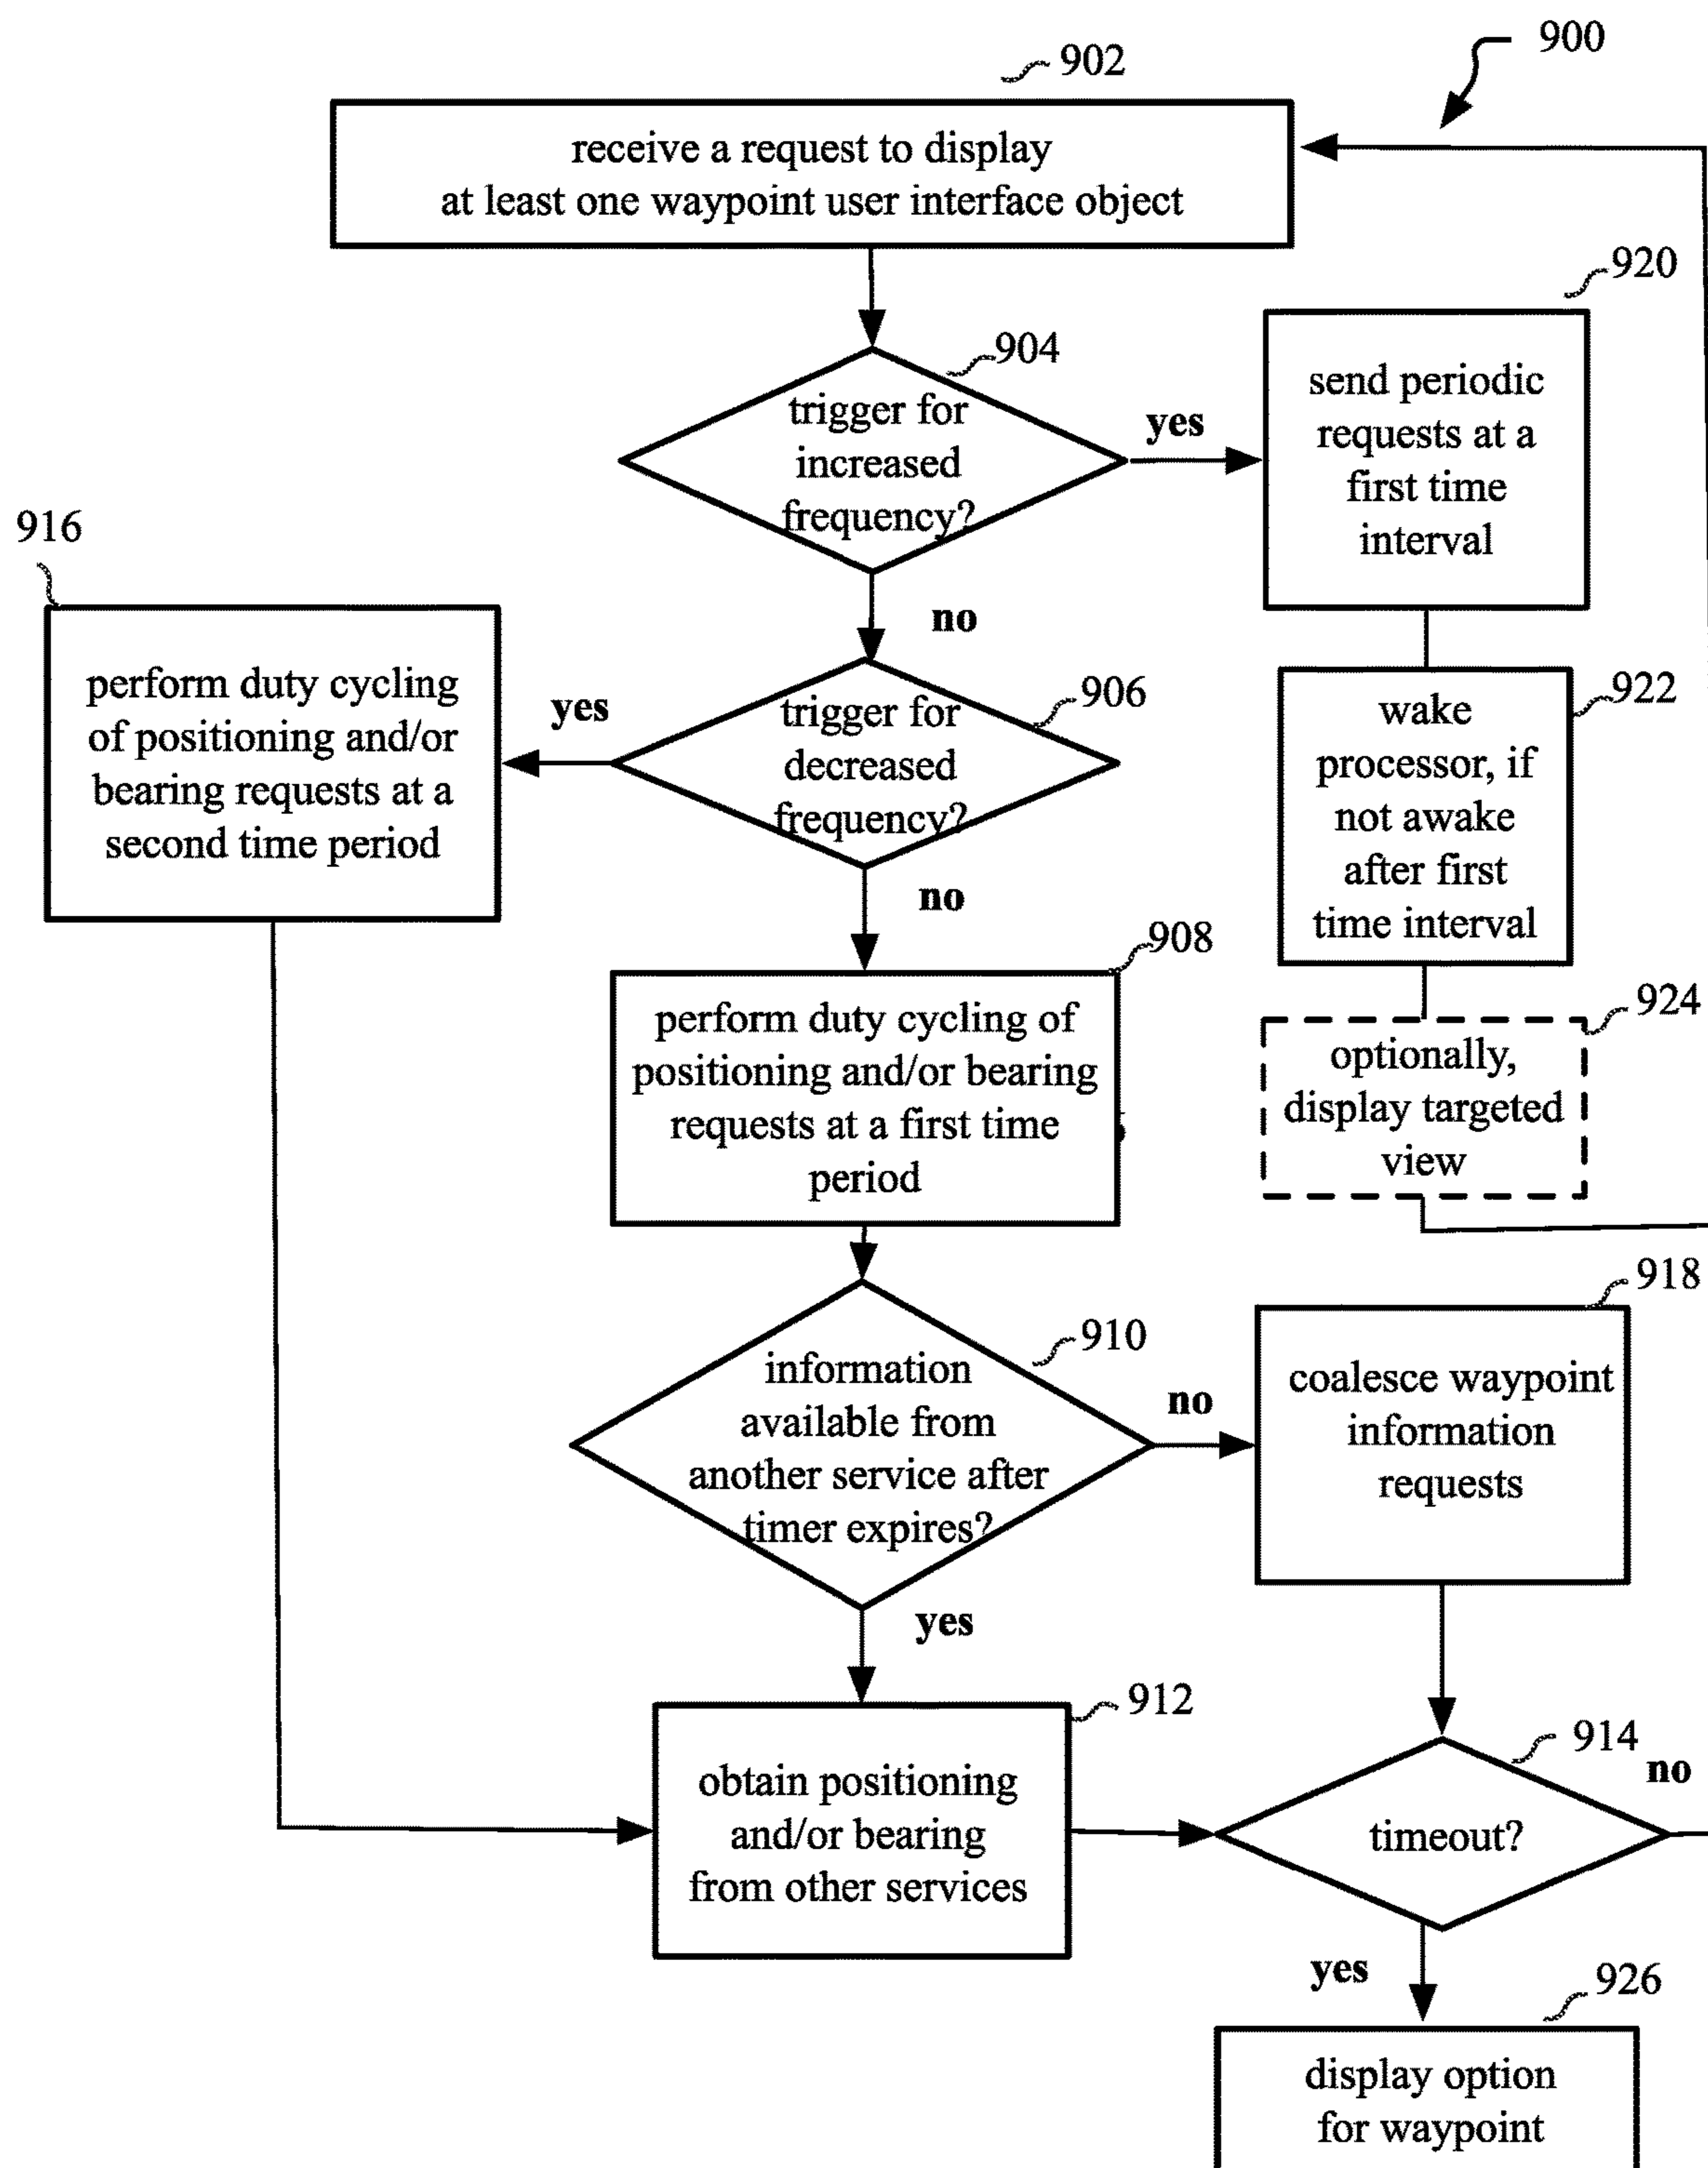 900
902
receive a request to display
at least one waypoint user interface object
904
trigger for
increased
frequency?
yes
920
send periodic
requests at a
first time
interval
no
916
perform duty cycling
of positioning and/or
bearing requests at a
second time period
yes
906
trigger for
decreased
frequency?
922
wake
processor, if
not awake
after first
time interval
no
908
perform duty cycling of
positioning and/or bearing
requests at a first time
period
924
optionally,
display targeted
view
910
information
available from
another service after
timer expires?
no
918
coalesce waypoint
information
requests
yes
912
obtain positioning
and/or bearing
from other services
914
timeout?
no
yes
926
display option
for waypoint